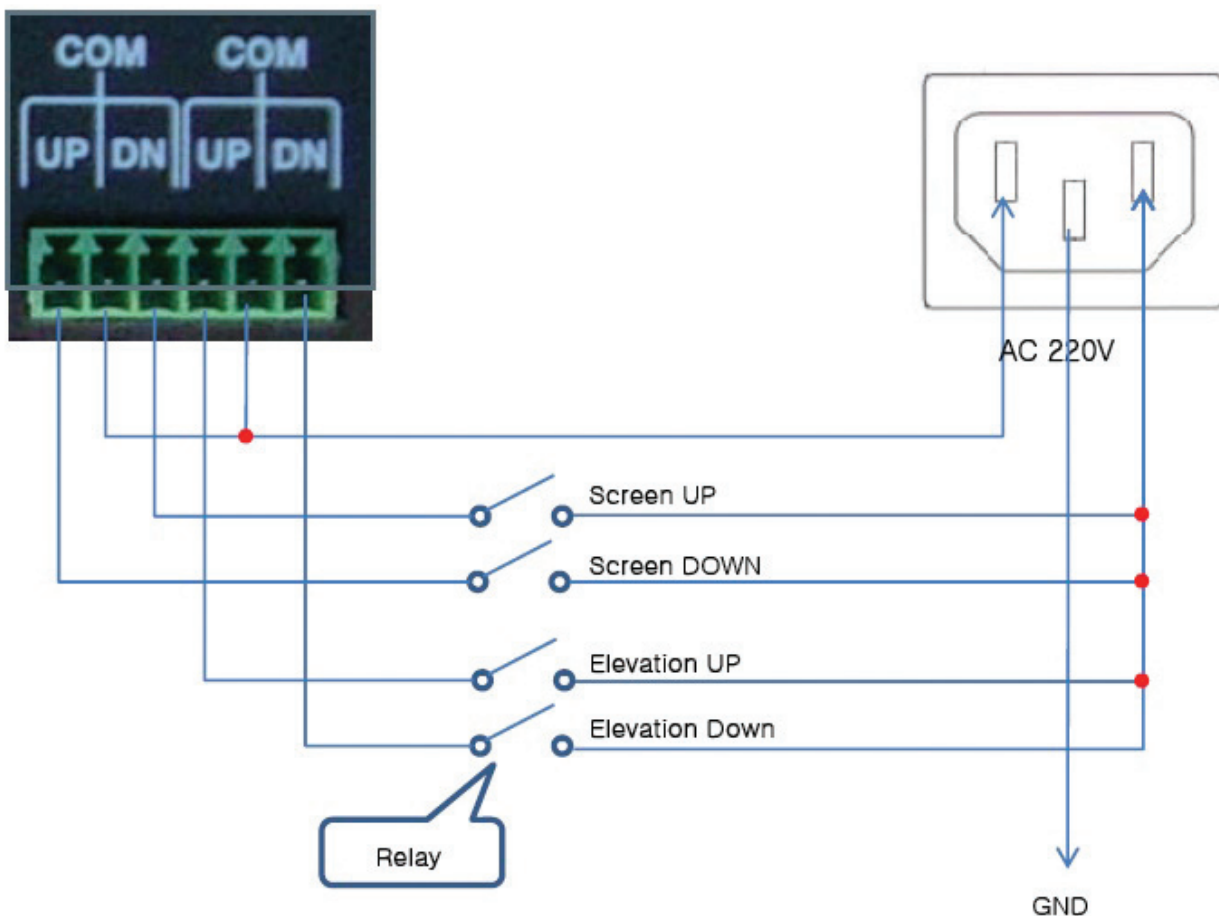 COM COM
UP DN UP DN
AC 220V
Screen UP
Screen DOWN
Elevation UP
Elevation Down
Relay
GND